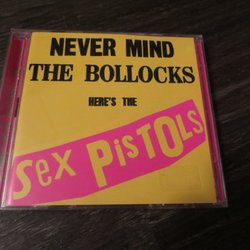 NEVER MIND
THE BOLLOCKS
HERE'S THE
Sex PisTOLS